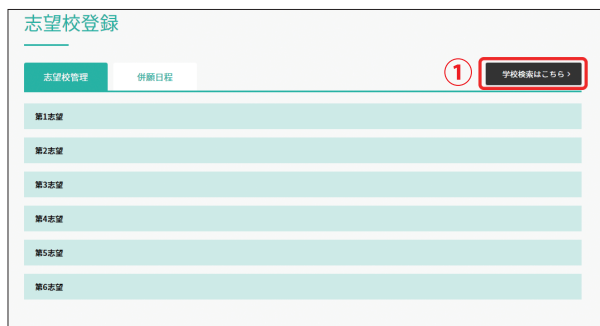 志望校登録
志望校管理 併願日程 ① 学校検索はこちら ›
第1志望
第2志望
第3志望
第4志望
第5志望
第6志望